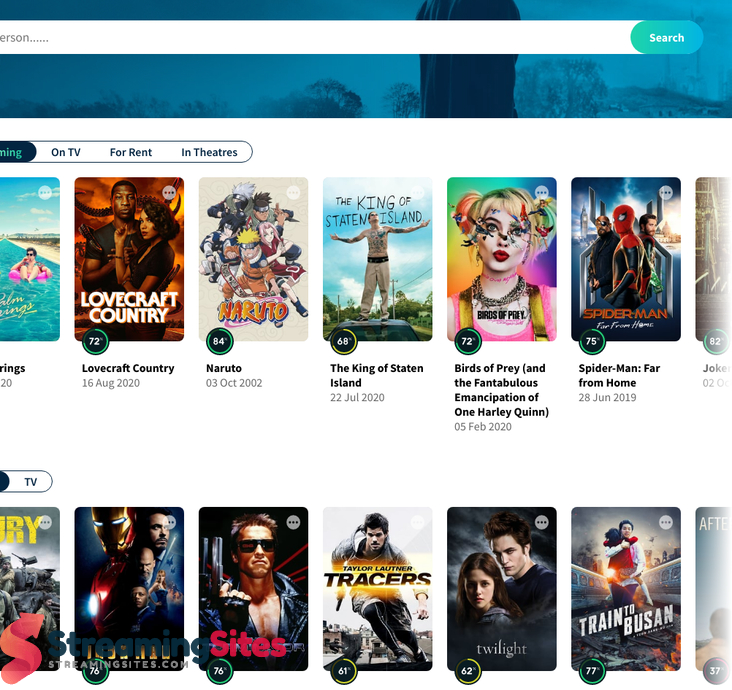 erson......
Search
ming
On TV
For Rent
In Theatres
Palm
rings
LOVECRAFT
COUNTRY
NARUTO
THE KING OF
STATEN ISLAND
BIRDS OF PREY
SPIDER-MAN
FAR FROM HOME
72%
84%
68%
72%
75%
82%
rings
20
Lovecraft Country
16 Aug 2020
Naruto
03 Oct 2002
The King of Staten
Island
22 Jul 2020
Birds of Prey (and
the Fantabulous
Emancipation of
One Harley Quinn)
05 Feb 2020
Spider-Man: Far
from Home
28 Jun 2019
Joke
02 Oc
TV
URY
TAYLOR LAUTNER
TRACERS
twilight
TRAIN TO
BUSAN
AFTE
StreamingSites
STREAMINGSITES.COM
76%
76%
61%
62%
77%
37%